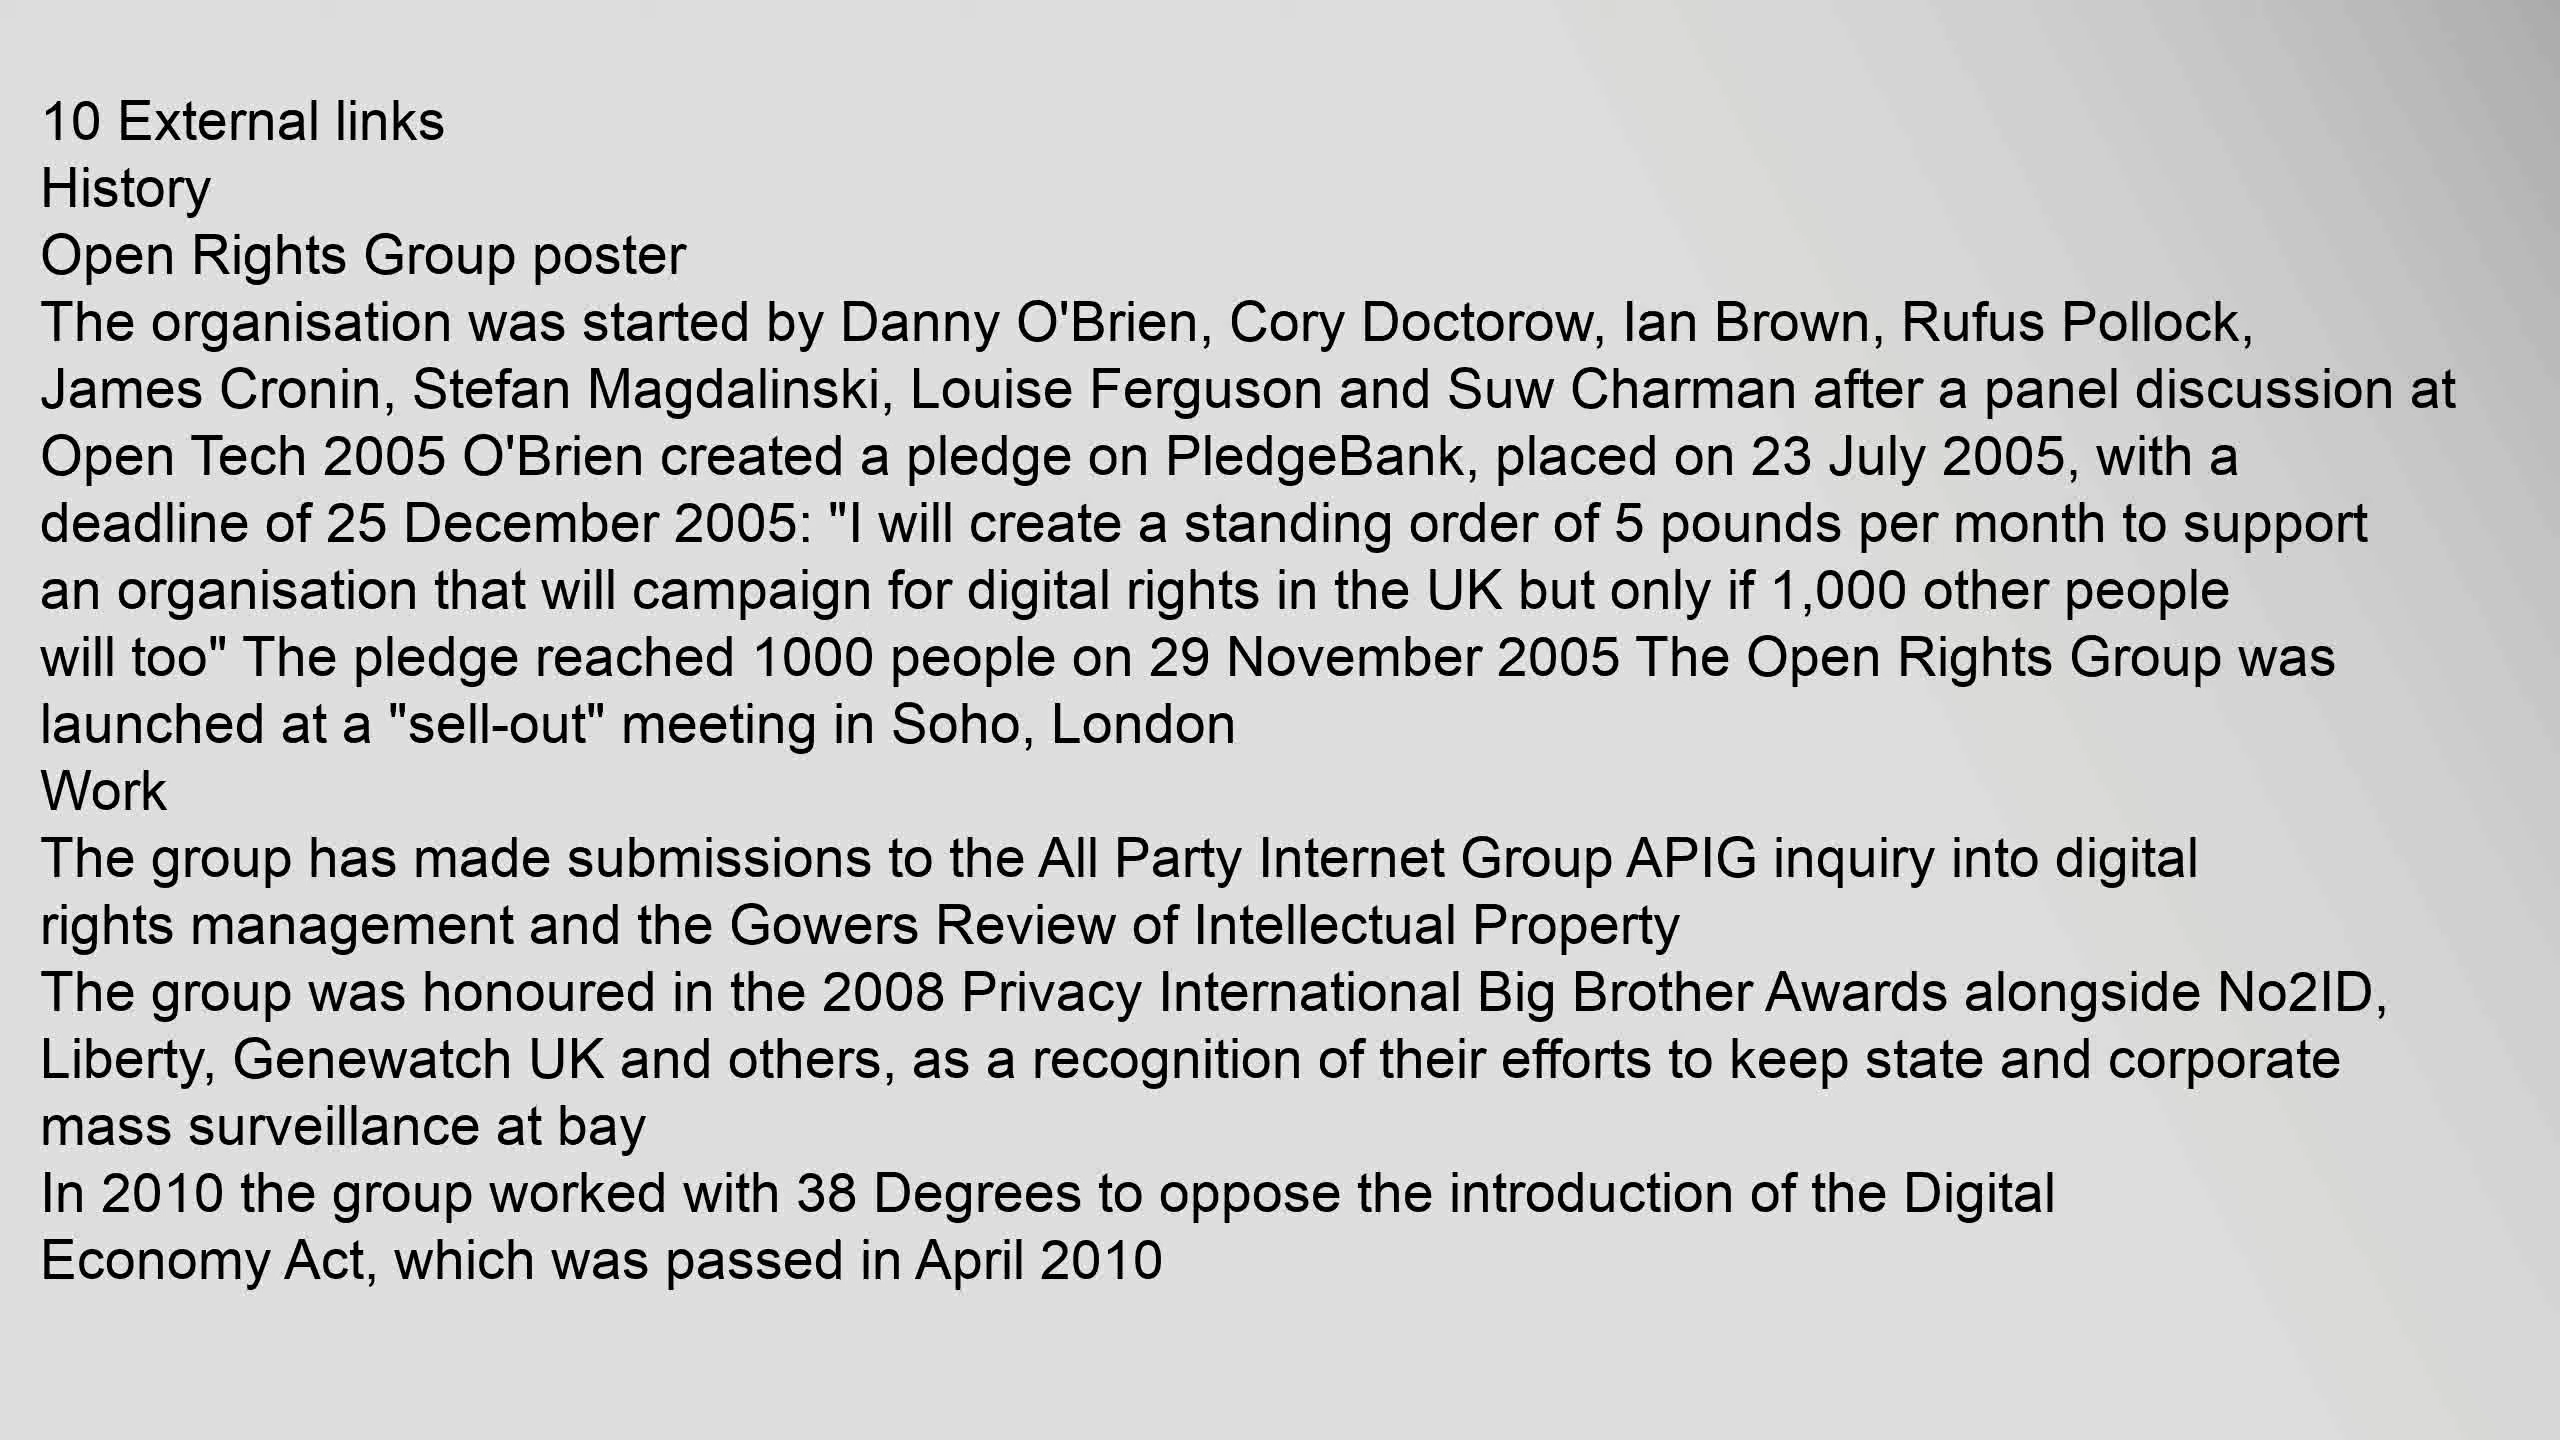 10 External links
History
Open Rights Group poster
The organisation was started by Danny O'Brien, Cory Doctorow, Ian Brown, Rufus Pollock,
James Cronin, Stefan Magdalinski, Louise Ferguson and Suw Charman after a panel discussion at
Open Tech 2005 O'Brien created a pledge on PledgeBank, placed on 23 July 2005, with a
deadline of 25 December 2005: "I will create a standing order of 5 pounds per month to support
an organisation that will campaign for digital rights in the UK but only if 1,000 other people
will too" The pledge reached 1000 people on 29 November 2005 The Open Rights Group was
launched at a "sell-out" meeting in Soho, London
Work
The group has made submissions to the All Party Internet Group APIG inquiry into digital
rights management and the Gowers Review of Intellectual Property
The group was honoured in the 2008 Privacy International Big Brother Awards alongside No2ID,
Liberty, Genewatch UK and others, as a recognition of their efforts to keep state and corporate
mass surveillance at bay
In 2010 the group worked with 38 Degrees to oppose the introduction of the Digital
Economy Act, which was passed in April 2010